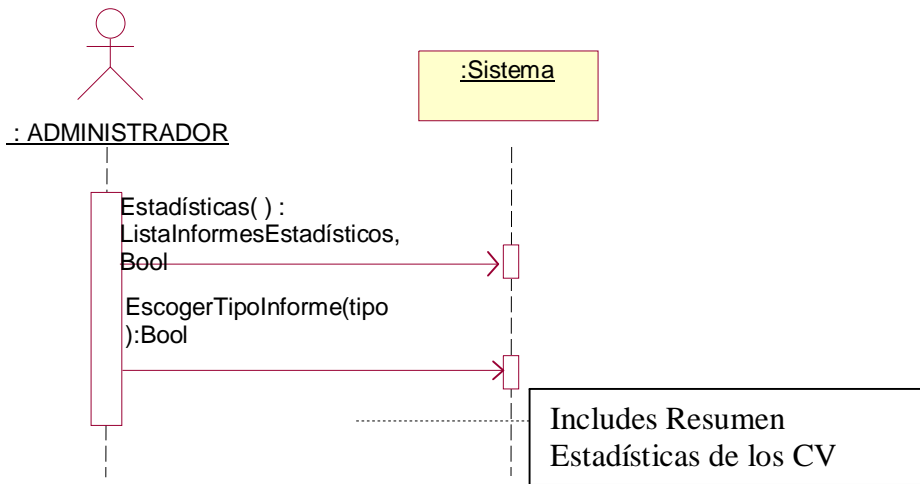 :Sistema
: ADMINISTRADOR
Estadísticas( ) :
ListaInformesEstadísticos,
Bool
EscogerTipoInforme(tipo
):Bool
Includes Resumen
Estadísticas de los CV